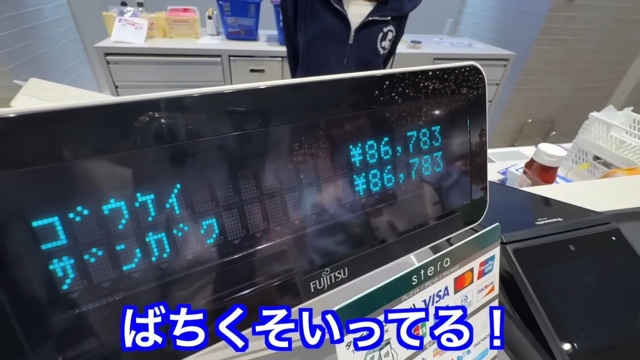 ゴウケイ ¥86,783
ザンガク ¥86,783
FUJITSU
stera
VISA
ばちくそいってる！